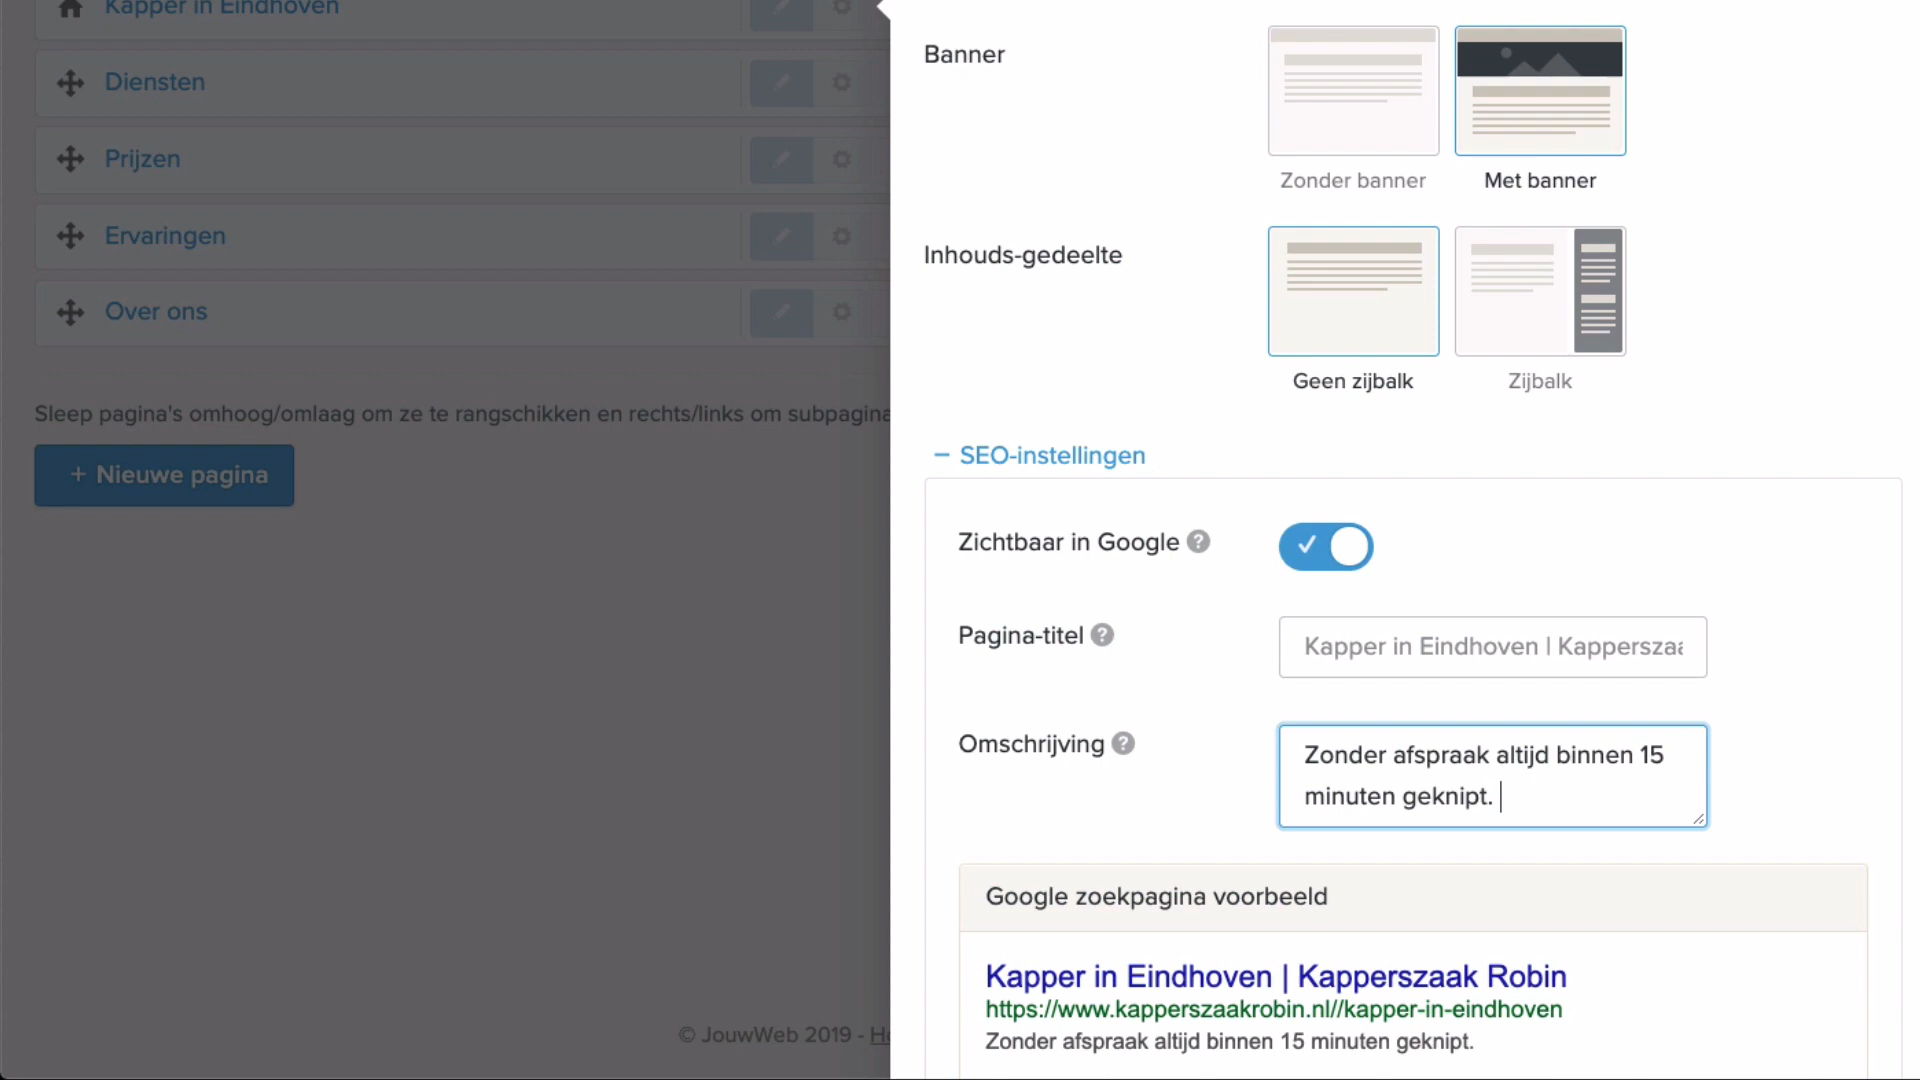 Kapper in Eindhoven
Diensten
Prijzen
Ervaringen
Over ons
Sleep pagina's omhoog/omlaag om ze te rangschikken en rechts/links om subpagina
+ Nieuwe pagina
© JouwWeb 2019 -
Banner
Zonder banner
Met banner
Inhouds-gedeelte
Geen zijbalk
Zijbalk
− SEO-instellingen
Zichtbaar in Google ?
Pagina-titel ?
Kapper in Eindhoven | Kapperszaa
Omschrijving ?
Zonder afspraak altijd binnen 15
minuten geknipt.
Google zoekpagina voorbeeld
Kapper in Eindhoven | Kapperszaak Robin
https://www.kapperszaakrobin.nl//kapper-in-eindhoven
Zonder afspraak altijd binnen 15 minuten geknipt.